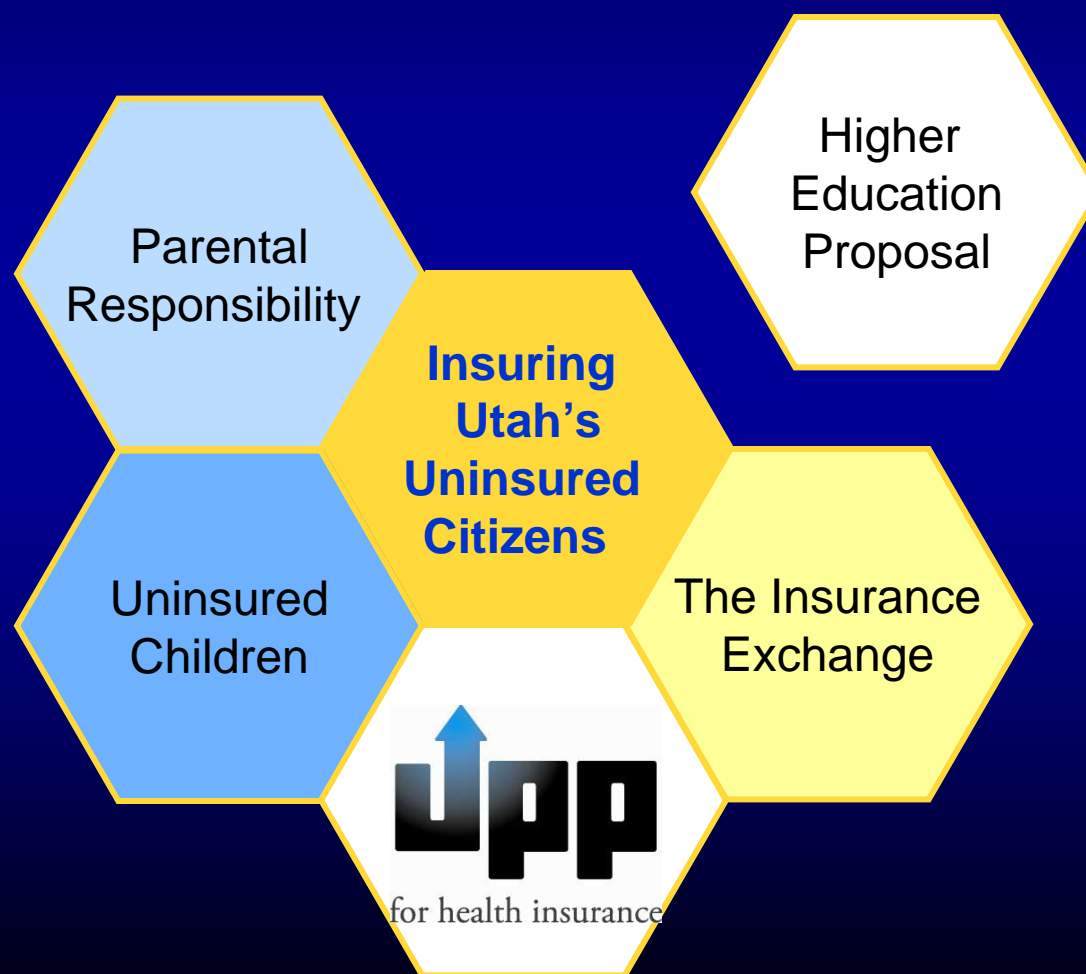 Higher
Education
Proposal
Parental
Responsibility
Insuring
Utah’s
Uninsured
Citizens
Uninsured
Children
The Insurance
Exchange
upp
for health insurance